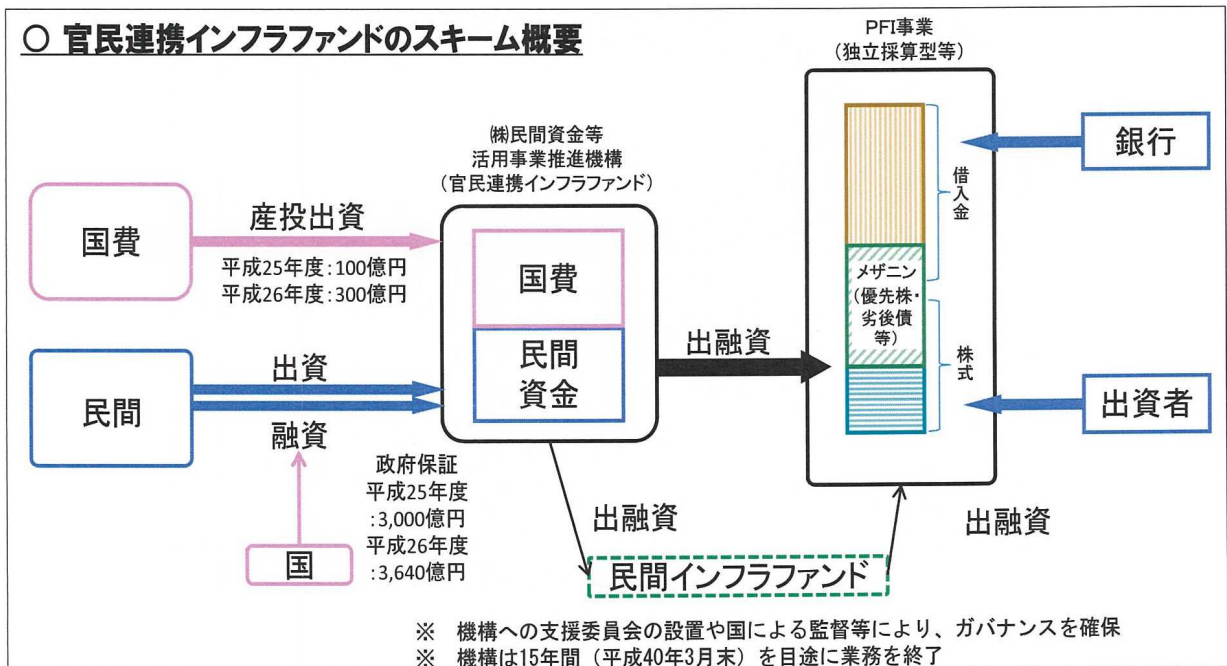 ○ 官民連携インフラファンドのスキーム概要
PFI事業
(独立採算型等)
㈱民間資金等
活用事業推進機構
(官民連携インフラファンド)
国費
産投出資
平成25年度:100億円
平成26年度:300億円
民間
出資
融資
政府保証
平成25年度
:3,000億円
平成26年度
:3,640億円
国
国費
民間
資金
出融資
出融資
民間インフラファンド
出融資
メザニン
(優先株・
劣後債
等)
借入金
株式
銀行
出資者
※ 機構への支援委員会の設置や国による監督等により、ガバナンスを確保
※ 機構は15年間(平成40年3月末)を目途に業務を終了